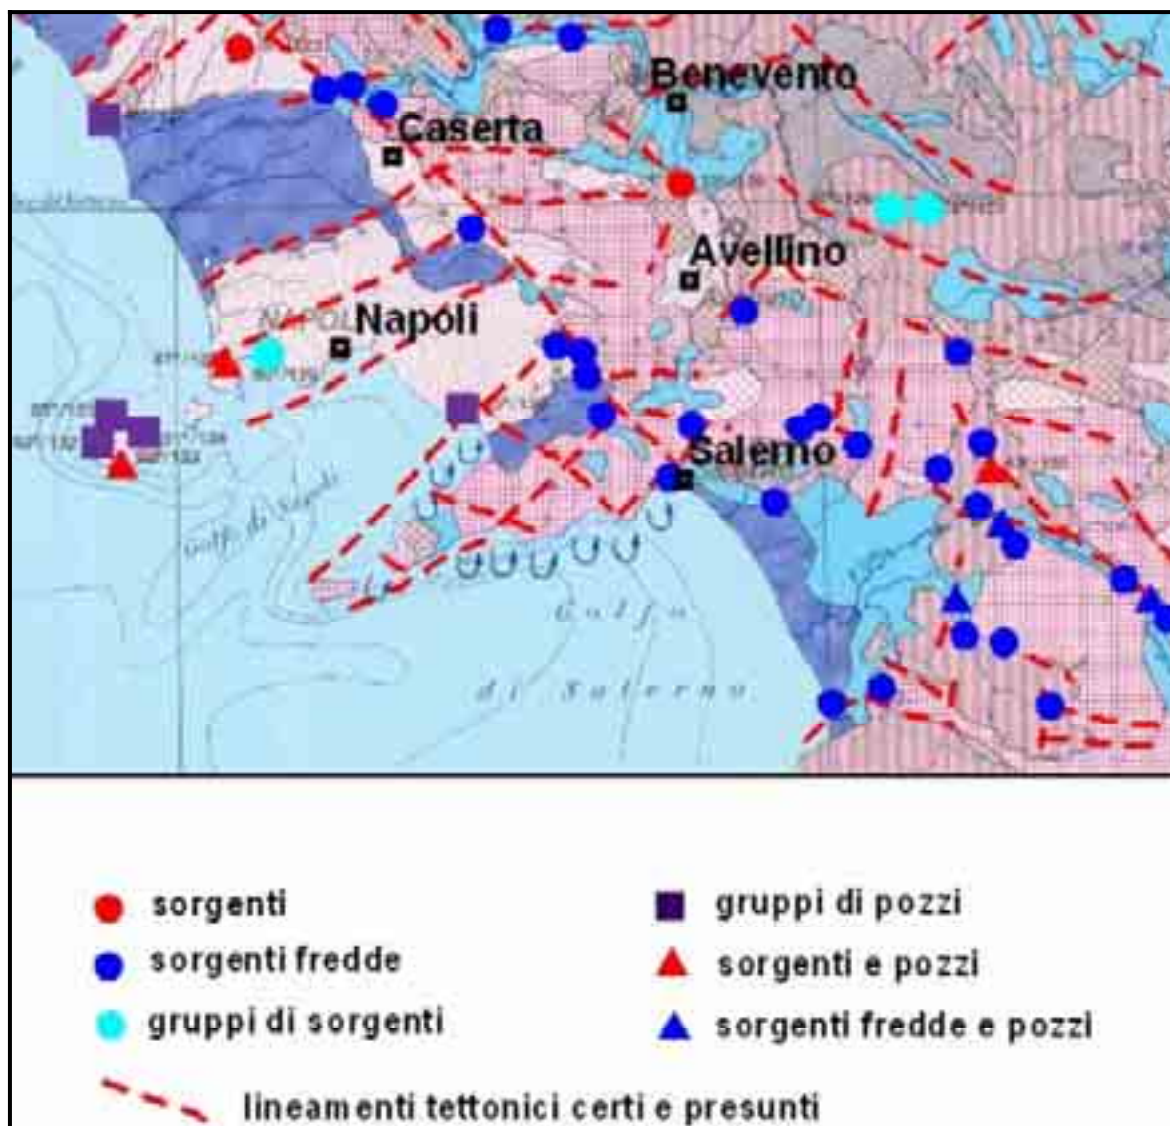 Benevento
Caserta
Avellino
Napoli
Salerno
Golfo
di Salerno
sorgenti
gruppi di pozzi
sorgenti fredde
sorgenti e pozzi
gruppi di sorgenti
sorgenti fredde e pozzi
lineamenti tettonici certi e presunti